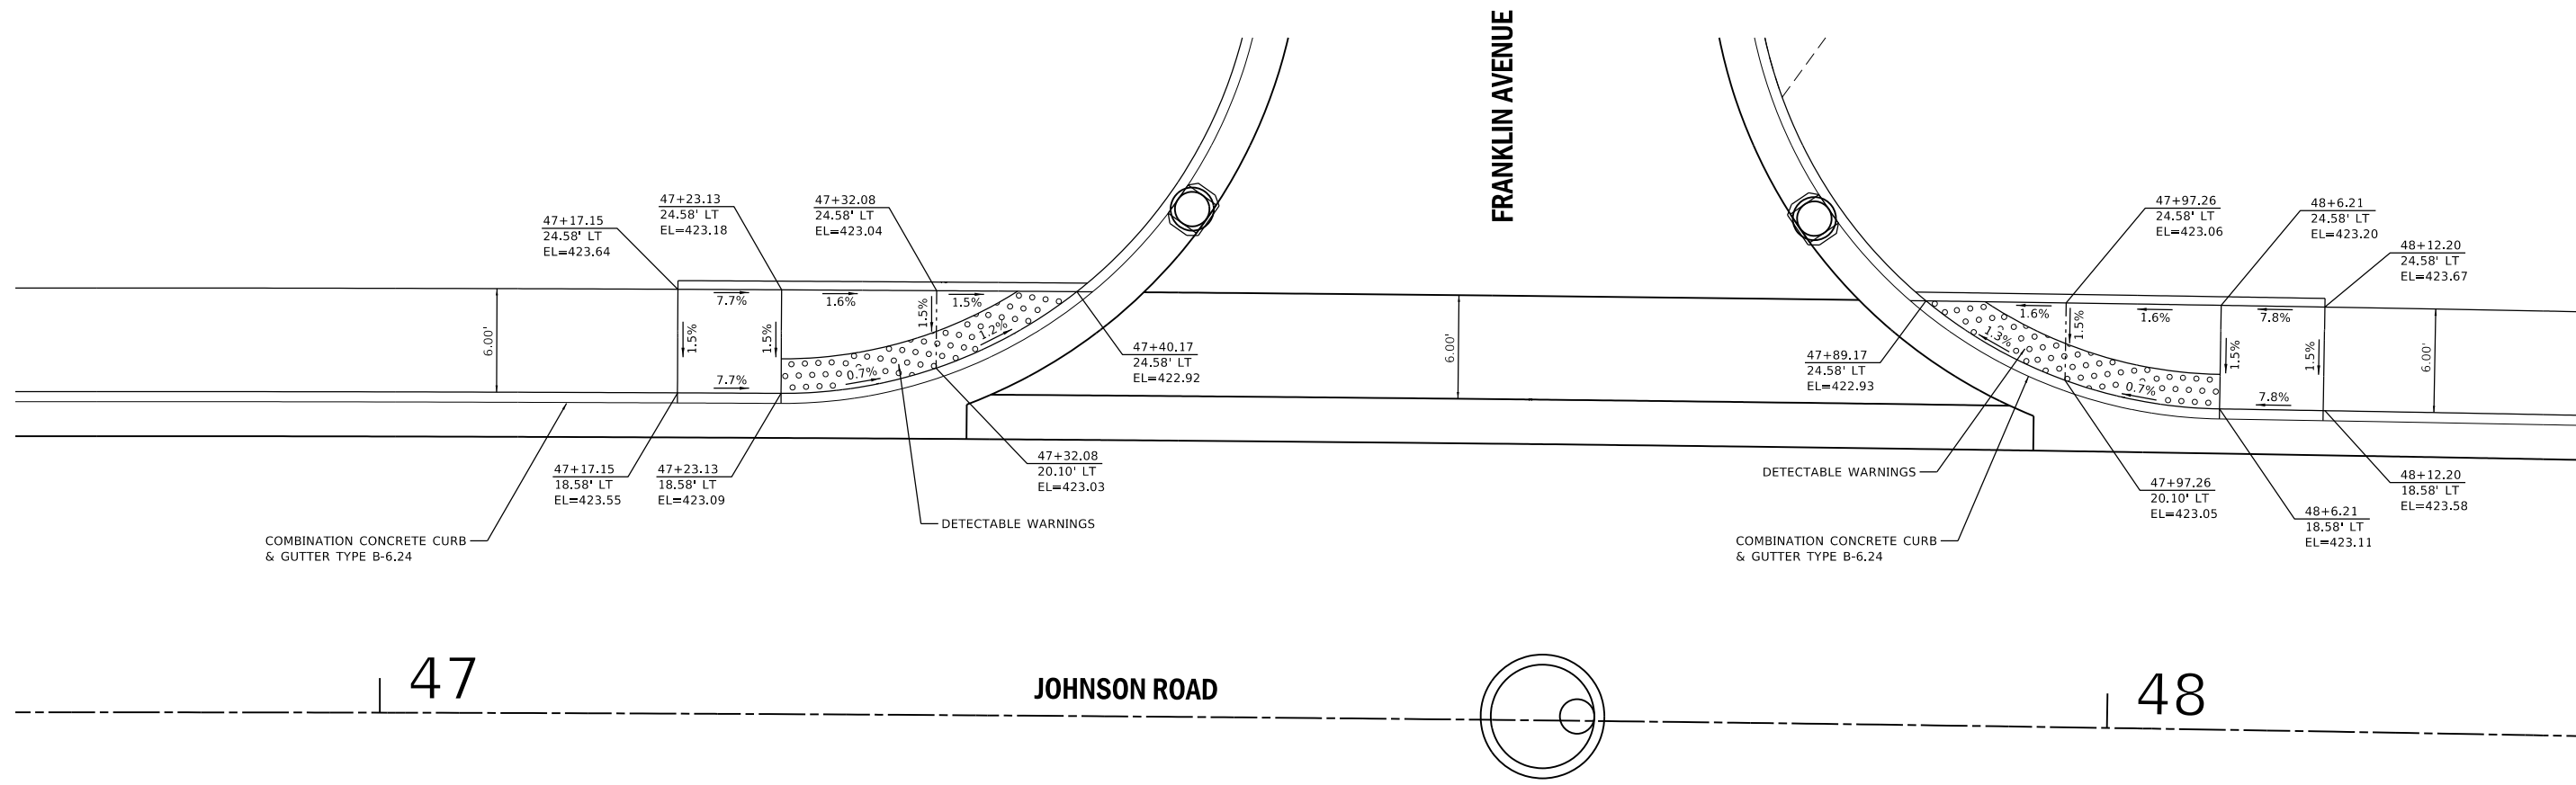 FRANKLIN AVENUE
47+17.15
24.58' LT
EL=423.64
47+23.13
24.58' LT
EL=423.18
47+32.08
24.58' LT
EL=423.04
47+97.26
24.58' LT
EL=423.06
48+6.21
24.58' LT
EL=423.20
48+12.20
24.58' LT
EL=423.67
6.00'
7.7%
1.5%
7.7%
1.5%
1.6%
0.7%
1.5%
1.5%
1.2%
47+40.17
24.58' LT
EL=422.92
6.00'
47+89.17
24.58' LT
EL=422.93
1.3%
1.6%
1.5%
1.6%
0.7%
1.5%
7.8%
7.8%
1.5%
6.00'
47+17.15
18.58' LT
EL=423.55
47+23.13
18.58' LT
EL=423.09
47+32.08
20.10' LT
EL=423.03
DETECTABLE WARNINGS
COMBINATION CONCRETE CURB
& GUTTER TYPE B-6.24
DETECTABLE WARNINGS
COMBINATION CONCRETE CURB
& GUTTER TYPE B-6.24
47+97.26
20.10' LT
EL=423.05
48+6.21
18.58' LT
EL=423.11
48+12.20
18.58' LT
EL=423.58
47
JOHNSON ROAD
48